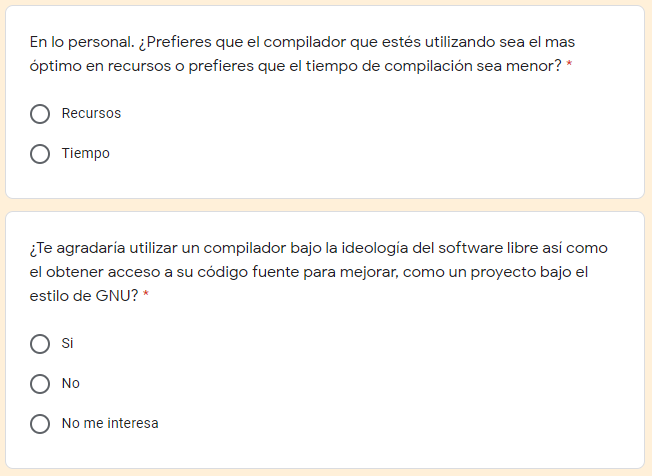 En lo personal. ¿Prefieres que el compilador que estés utilizando sea el mas
óptimo en recursos o prefieres que el tiempo de compilación sea menor? *
Recursos
Tiempo
¿Te agradaría utilizar un compilador bajo la ideología del software libre así como
el obtener acceso a su código fuente para mejorar, como un proyecto bajo el
estilo de GNU? *
Si
No
No me interesa